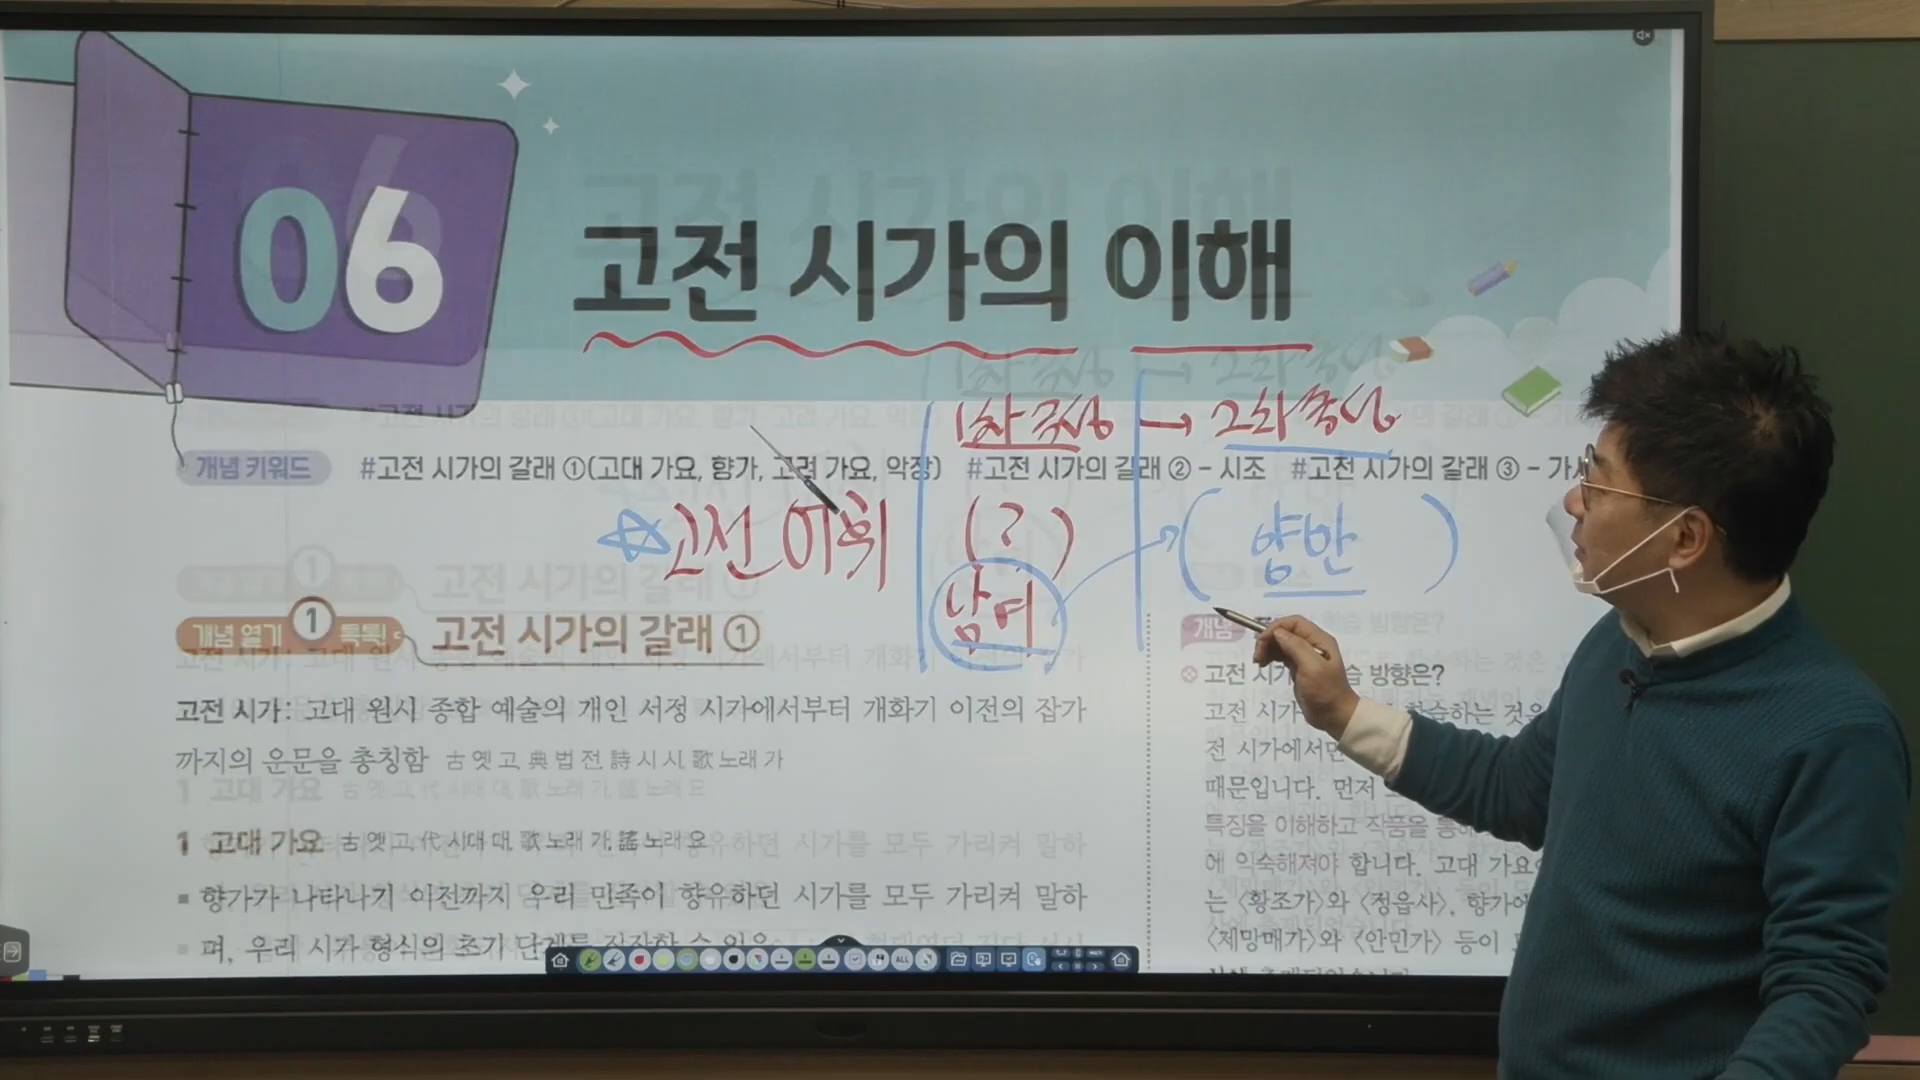 06
고전 시가의 이해
1차 극상 → 고차 추상
개념 키워드 #고전 시가의 갈래 ①(고대 가요, 향가, 고려 가요, 악장) #고전 시가의 갈래 ② - 시조 #고전 시가의 갈래 ③ - 가사
고전 어휘 (?) ( 양반 )
남여
개념 열기 1 톡톡! 고전 시가의 갈래 ①
고전 시가: 고대 원시 종합 예술의 개인 서정 시가에서부터 개화기 이전의 잡가
까지의 운문을 총칭함 古 옛 고, 典 법 전, 詩 시 시, 歌 노래 가
1 고대 가요 古 옛 고, 代 시대 대, 歌 노래 가, 謠 노래 요
▪ 향가가 나타나기 이전까지 우리 민족이 향유하던 시가를 모두 가리켜 말하
며, 우리 시가 형식의 초기 단계를 짐작할 수 있음
개념
고전 시가 학습 방향은?
고전 시가
전 시가에서
때문입니다. 먼저
특징을 이해하고 작품을 통해
에 익숙해져야 합니다. 고대 가요
는 〈황조가〉와 〈정읍사〉, 향가
〈제망매가〉와 〈안민가〉 등이
ALL